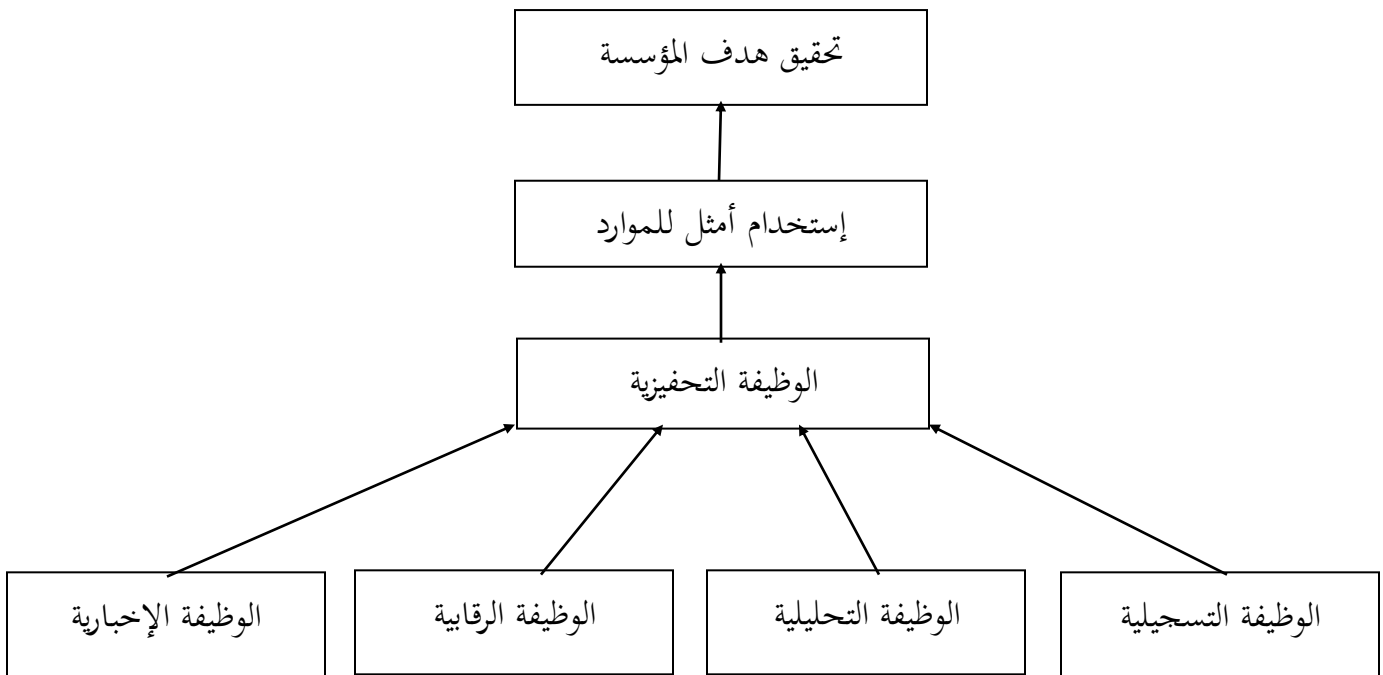 تحقيق هدف المؤسسة
إستخدام أمثل للموارد
الوظيفة التحفيزية
الوظيفة التسجيلية
الوظيفة التحليلية
الوظيفة الرقابية
الوظيفة الإخبارية